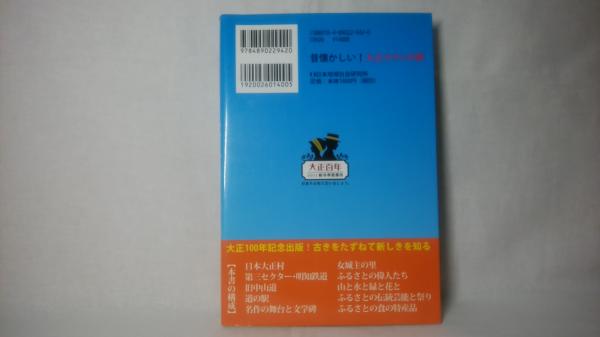 9784890229420
1920026014005
昔懐かしい!大正ロマンの旅
大正百年
大正100年記念出版!古きをたずねて新しきを知る
【本書の構成】
日本大正村
第三セクター・明知鉄道
旧中山道
道の駅
名作の舞台と文学碑
女城主の里
ふるさとの偉人たち
山と水と緑と花と
ふるさとの伝統芸能と祭り
ふるさとの食の特産品